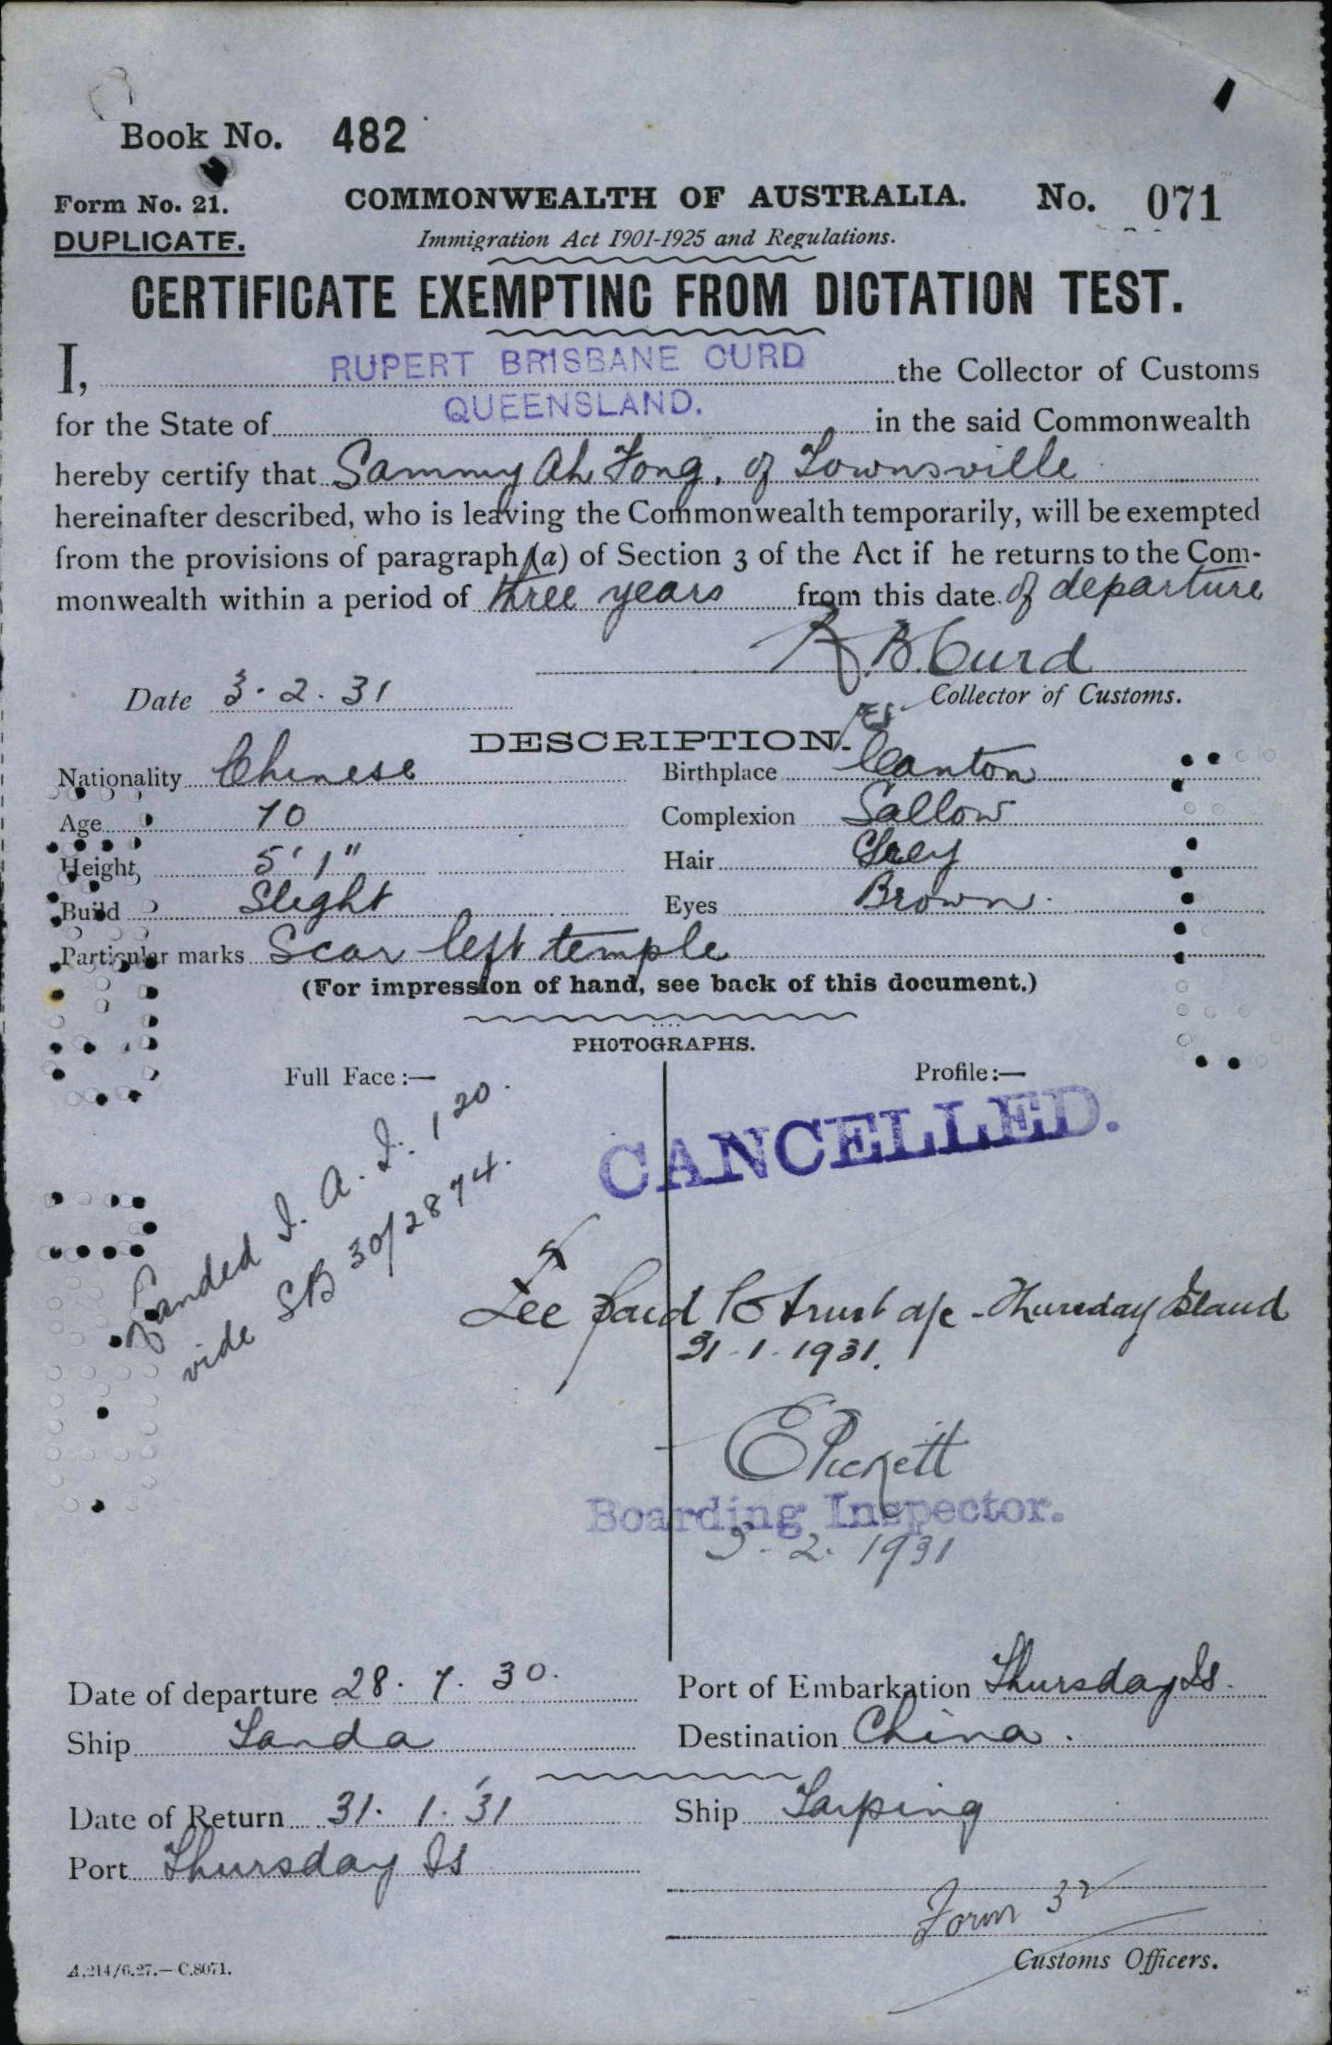 Book No. 482
Form No. 21.
COMMONWEALTH OF AUSTRALIA. No. 071
DUPLICATE.
Immigration Act 1901-1925 and Regulations.
CERTIFICATE EXEMPTING FROM DICTATION TEST.
I, RUPERT BRISBANE CURD the Collector of Customs
for the State of QUEENSLAND. in the said Commonwealth
hereby certify that Sammy Ah Fong, of Townsville
hereinafter described, who is leaving the Commonwealth temporarily, will be exempted
from the provisions of paragraph (a) of Section 3 of the Act if he returns to the Com-
monwealth within a period of three years from this date of departure
R.B. Curd
Date 3.2.31 Collector of Customs.
DESCRIPTION.
Nationality Chinese Birthplace Canton
Age 70 Complexion Sallow
Height 5' 1" Hair Grey
Build Slight Eyes Brown.
Particular marks Scar left temple
(For impression of hand, see back of this document.)
PHOTOGRAPHS.
Full Face:— Profile:—
CANCELLED.
Landed I. A. I. 120.
vide SB 30/2874.
Fee paid to trust a/c - Thursday Island
31.1.1931.
E Pickett
Boarding Inspector.
3.2.1931
Date of departure 28.7.30. Port of Embarkation Thursday Is.
Ship Tanda Destination China.
Date of Return 31.1.'31 Ship Taiping
Port Thursday Is
Form 32
Customs Officers.
A.214/6.27.—C.8071.